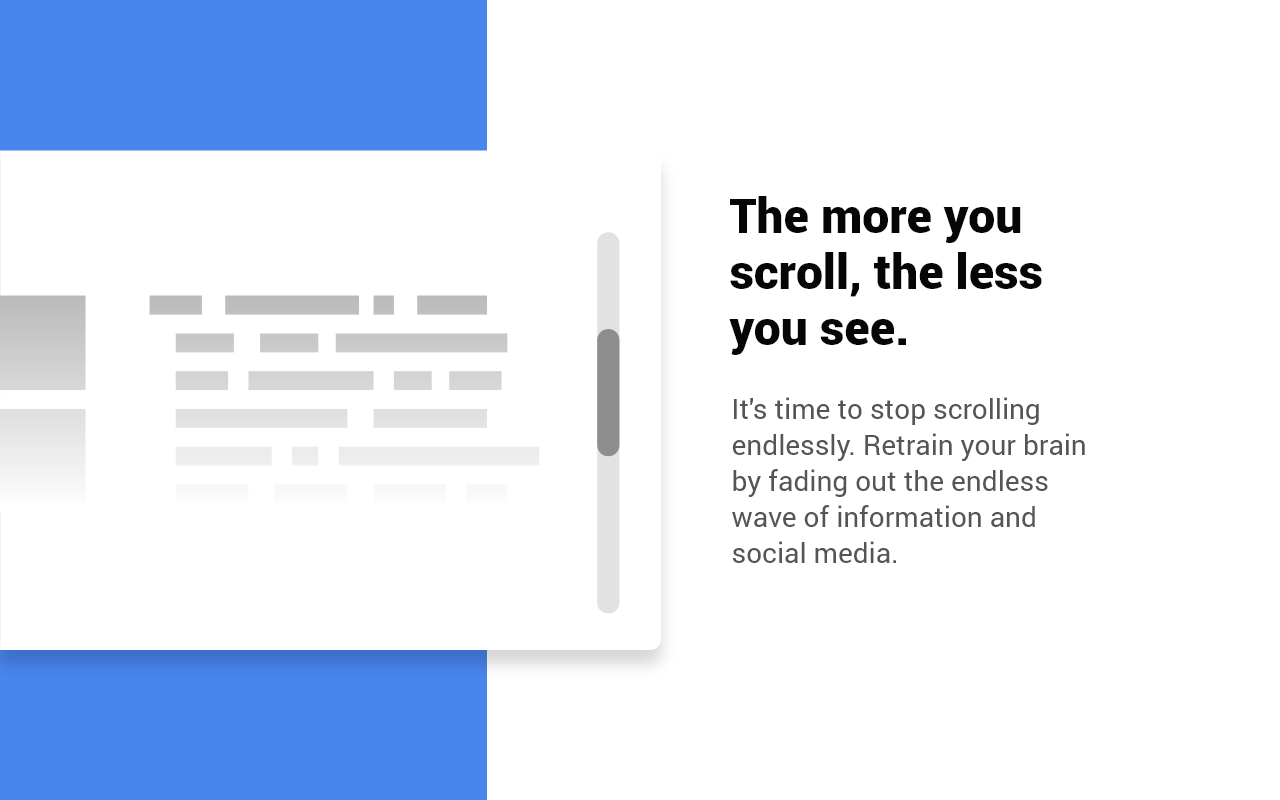 The more you
scroll, the less
you see.
It's time to stop scrolling
endlessly. Retrain your brain
by fading out the endless
wave of information and
social media.